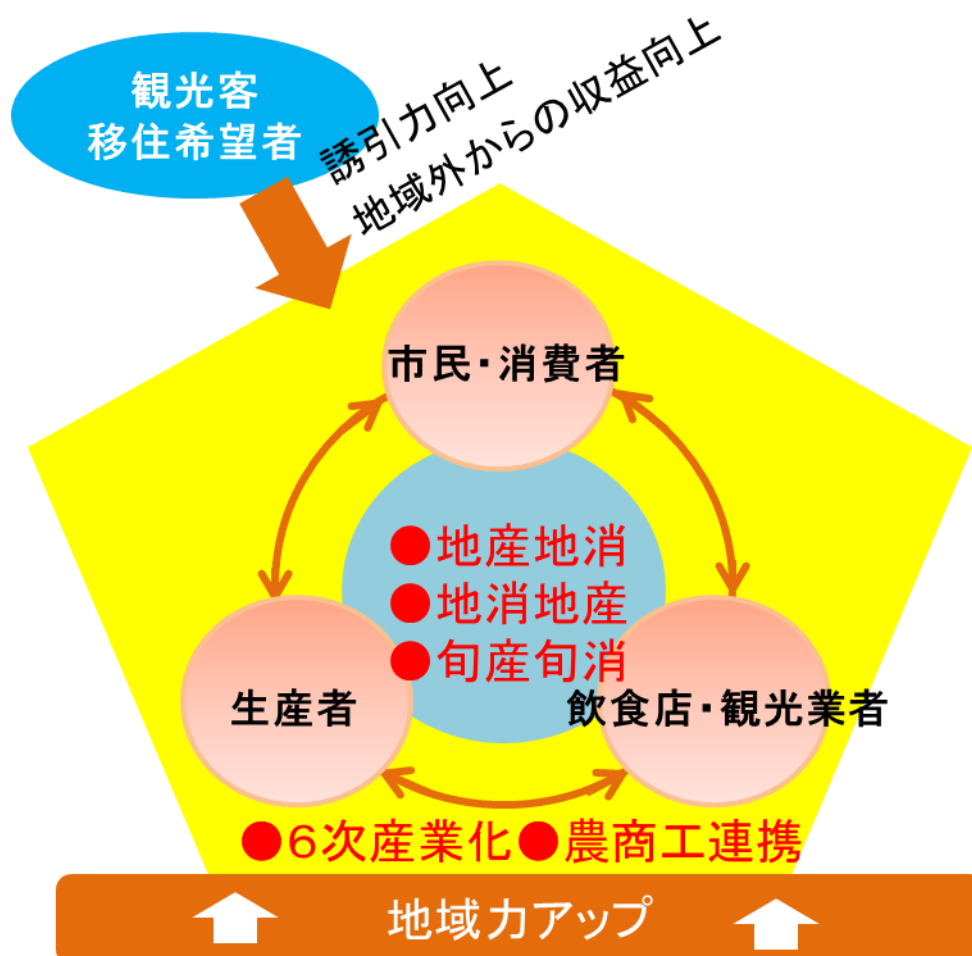 観光客
移住希望者
誘引力向上
地域外からの収益向上
市民・消費者
●地産地消
●地消地産
●旬産旬消
生産者
飲食店・観光業者
●６次産業化●農商工連携
地域力アップ